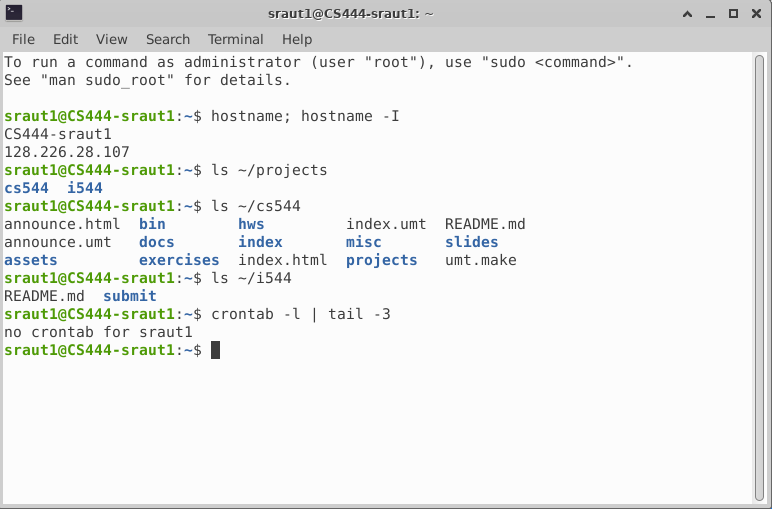 sraut1@CS444-sraut1: ~
File Edit View Search Terminal Help
To run a command as administrator (user "root"), use "sudo <command>".
See "man sudo_root" for details.
sraut1@CS444-sraut1:~$ hostname; hostname -I
CS444-sraut1
128.226.28.107
sraut1@CS444-sraut1:~$ ls ~/projects
cs544  i544
sraut1@CS444-sraut1:~$ ls ~/cs544
announce.html  bin        hws         index.umt  README.md
announce.umt   docs       index       misc       slides
assets         exercises  index.html  projects   umt.make
sraut1@CS444-sraut1:~$ ls ~/i544
README.md  submit
sraut1@CS444-sraut1:~$ crontab -l | tail -3
no crontab for sraut1
sraut1@CS444-sraut1:~$